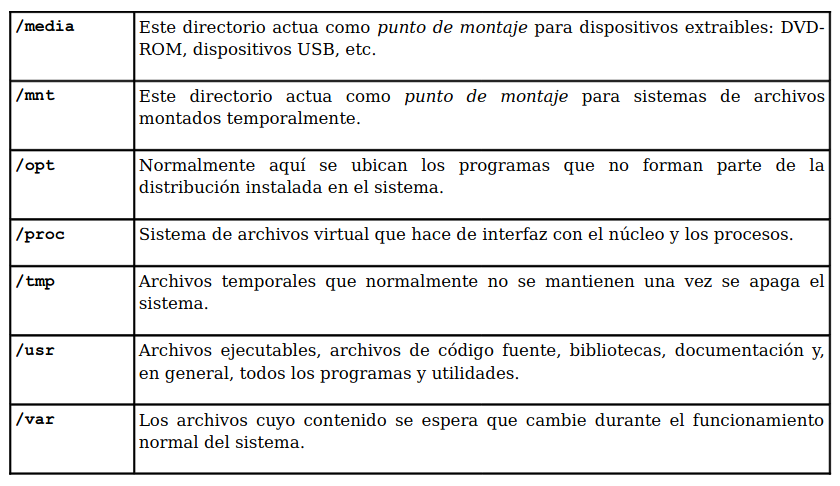 /media
Este directorio actua como punto de montaje para dispositivos extraibles: DVD-
ROM, dispositivos USB, etc.
/mnt
Este directorio actua como punto de montaje para sistemas de archivos
montados temporalmente.
/opt
Normalmente aquí se ubican los programas que no forman parte de la
distribución instalada en el sistema.
/proc
Sistema de archivos virtual que hace de interfaz con el núcleo y los procesos.
/tmp
Archivos temporales que normalmente no se mantienen una vez se apaga el
sistema.
/usr
Archivos ejecutables, archivos de código fuente, bibliotecas, documentación y,
en general, todos los programas y utilidades.
/var
Los archivos cuyo contenido se espera que cambie durante el funcionamiento
normal del sistema.